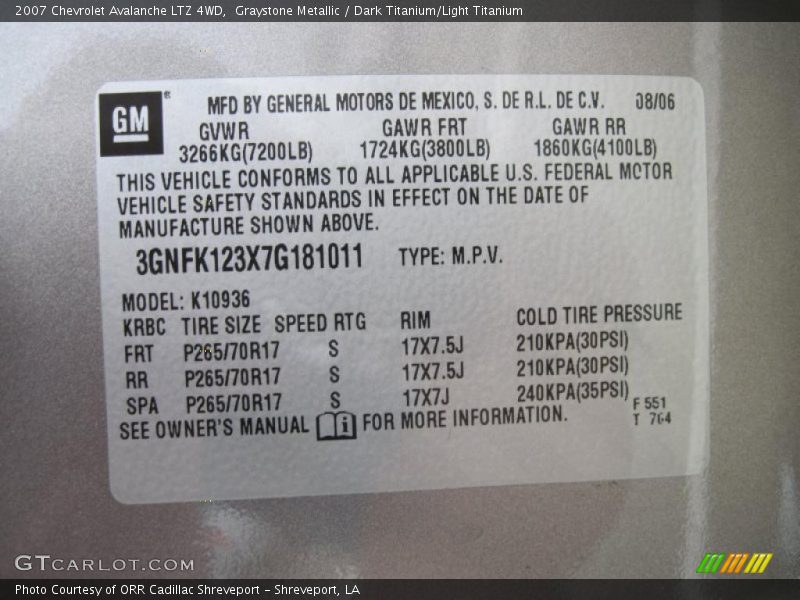 2007 Chevrolet Avalanche LTZ 4WD,  Graystone Metallic / Dark Titanium/Light Titanium
GM ® MFD BY GENERAL MOTORS DE MEXICO, S. DE R.L. DE C.V. 08/06
GVWR GAWR FRT GAWR RR
3266KG(7200LB) 1724KG(3800LB) 1860KG(4100LB)
THIS VEHICLE CONFORMS TO ALL APPLICABLE U.S. FEDERAL MOTOR
VEHICLE SAFETY STANDARDS IN EFFECT ON THE DATE OF
MANUFACTURE SHOWN ABOVE.
3GNFK123X7G181011 TYPE: M.P.V.
MODEL: K10936
KRBC TIRE SIZE SPEED RTG RIM COLD TIRE PRESSURE
FRT P265/70R17 S 17X7.5J 210KPA(30PSI)
RR P265/70R17 S 17X7.5J 210KPA(30PSI)
SPA P265/70R17 S 17X7J 240KPA(35PSI)
SEE OWNER'S MANUAL i FOR MORE INFORMATION.
F 551
T 764
GTCARLOT.COM
Photo Courtesy of ORR Cadillac Shreveport - Shreveport, LA